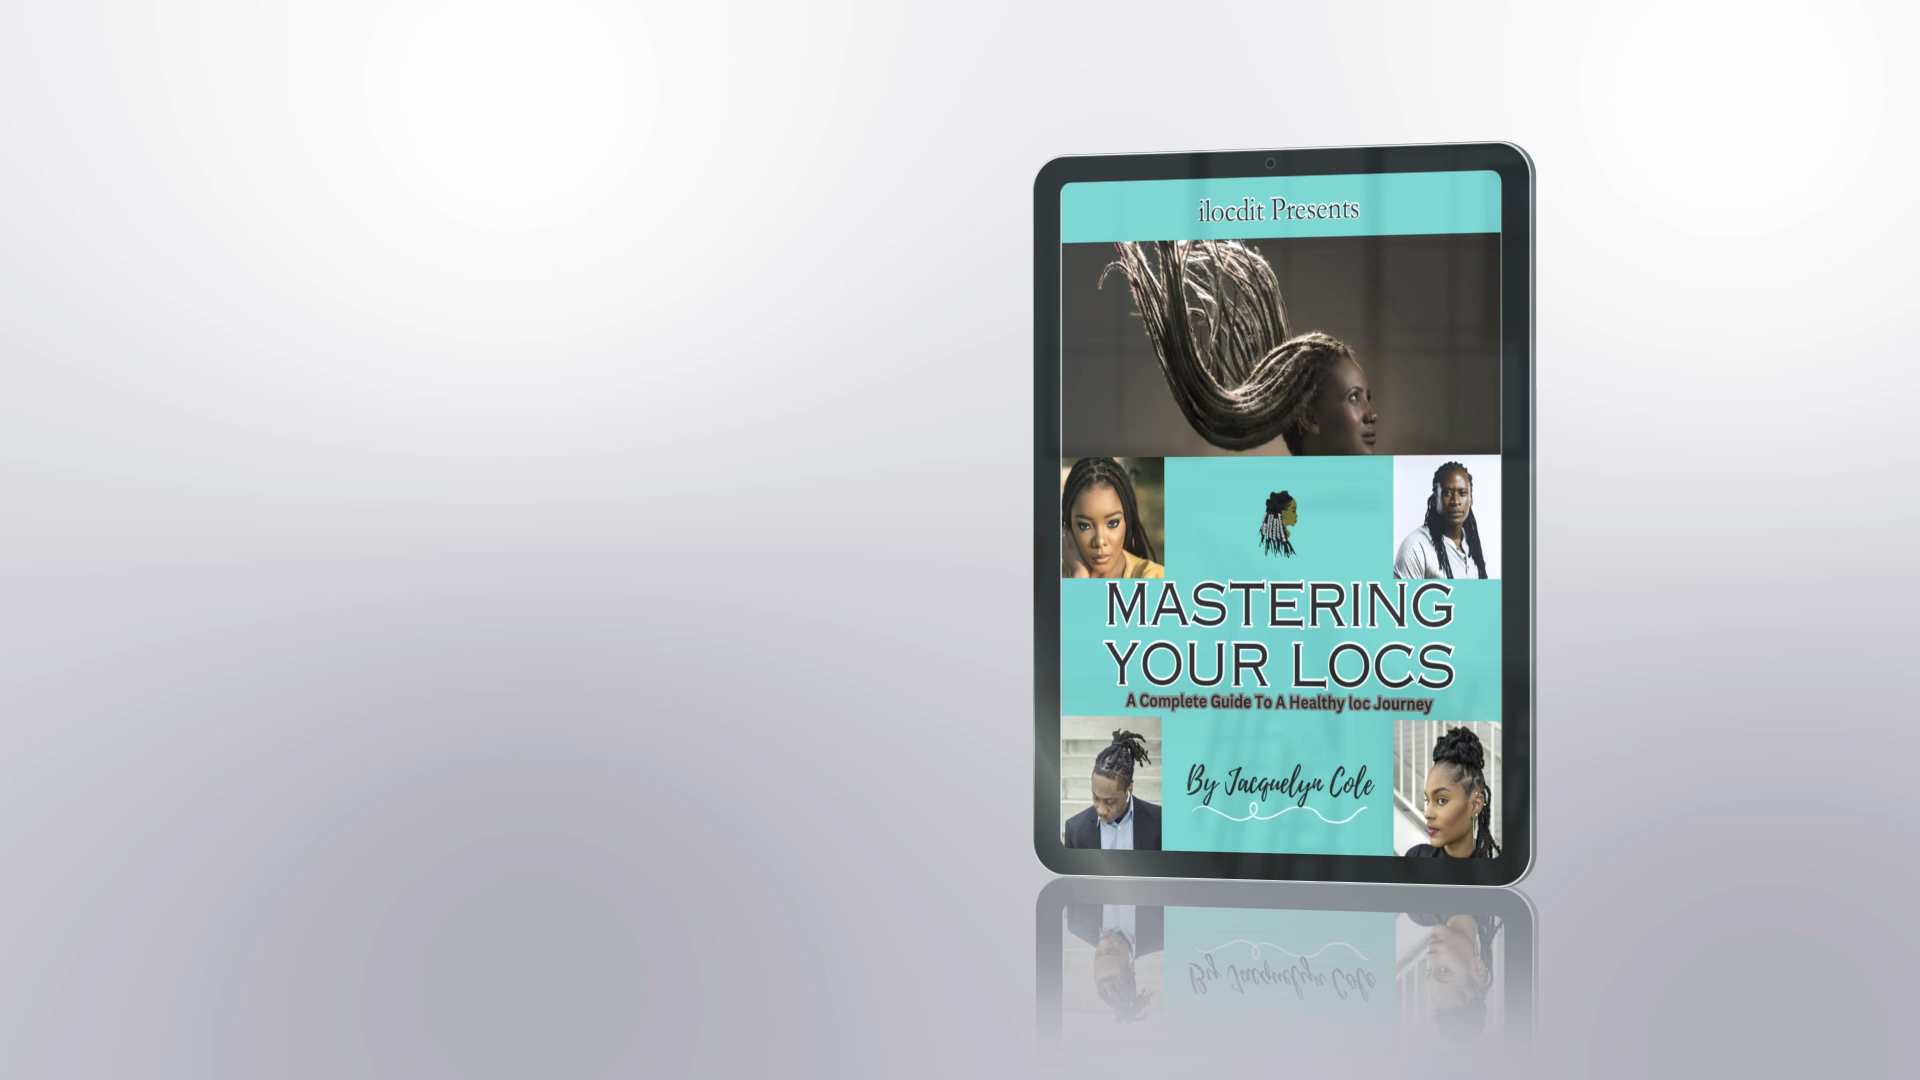 ilocdit Presents
MASTERING
YOUR LOCS
A Complete Guide To A Healthy loc Journey
By Jacquelyn Cole